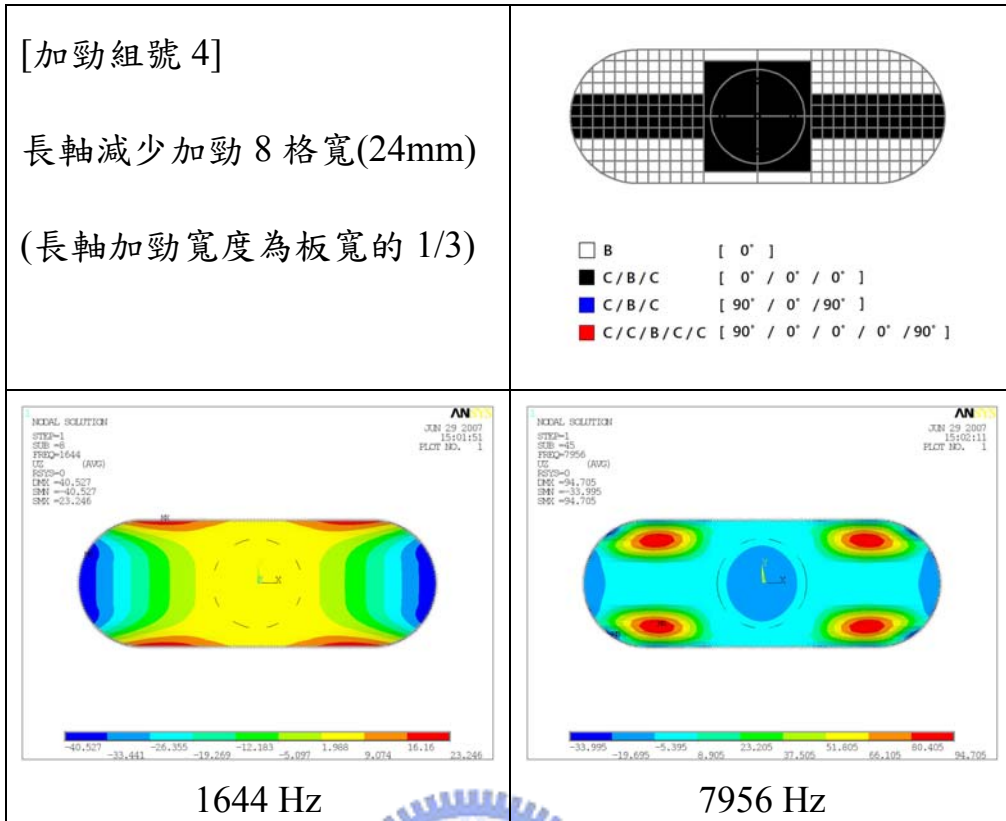 [加勁組號 4]
長軸減少加勁 8 格寬(24mm)
(長軸加勁寬度為板寬的 1/3)
B [ 0° ]
C/B/C [ 0° / 0° / 0° ]
C/B/C [ 90° / 0° / 90° ]
C/C/B/C/C [ 90° / 0° / 0° / 0° / 90° ]
1
NODAL SOLUTION
STEP=1
SUB =8
FREQ=1644
UZ (AVG)
RSYS=0
DMX =40.527
SMN =-40.527
SMX =23.246
ANSYS
JUN 29 2007
15:01:51
PLOT NO. 1
MX
Y
Z X
-40.527 -26.355 -12.183 1.988 16.16
-33.441 -19.269 -5.097 9.074 23.246
1644 Hz
1
NODAL SOLUTION
STEP=1
SUB =45
FREQ=7956
UZ (AVG)
RSYS=0
DMX =94.705
SMN =-33.995
SMX =94.705
ANSYS
JUN 29 2007
15:02:11
PLOT NO. 1
Y
Z X
-33.995 -5.395 23.205 51.805 80.405
-19.695 8.905 37.505 66.105 94.705
7956 Hz